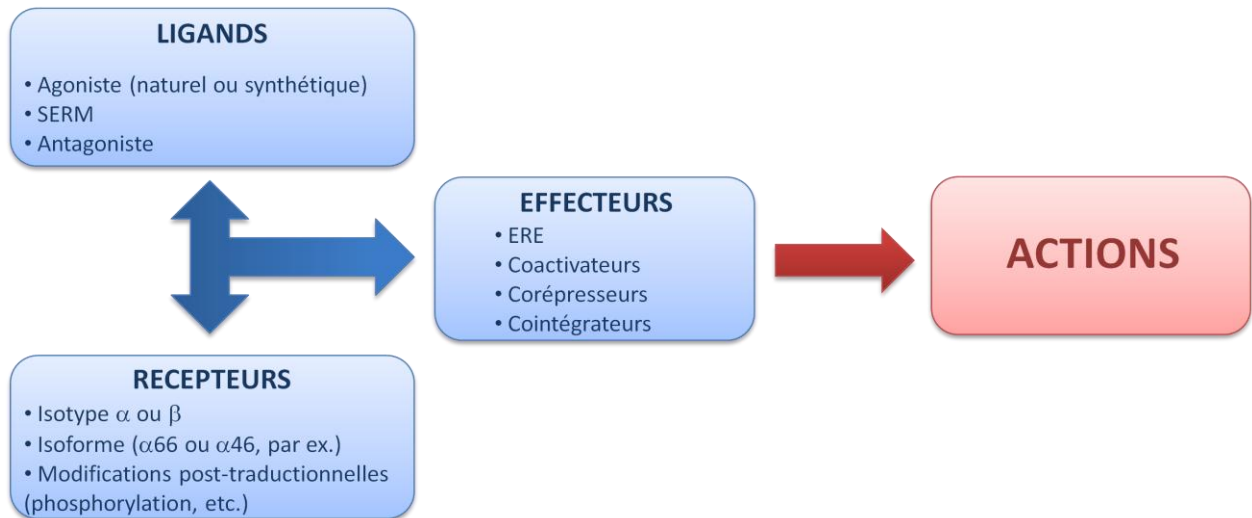 LIGANDS
• Agoniste (naturel ou synthétique)
• SERM
• Antagoniste
EFFECTEURS
• ERE
• Coactivateurs
• Corépresseurs
• Cointégrateurs
ACTIONS
RECEPTEURS
• Isotype α ou β
• Isoforme (α66 ou α46, par ex.)
• Modifications post-traductionnelles
(phosphorylation, etc.)